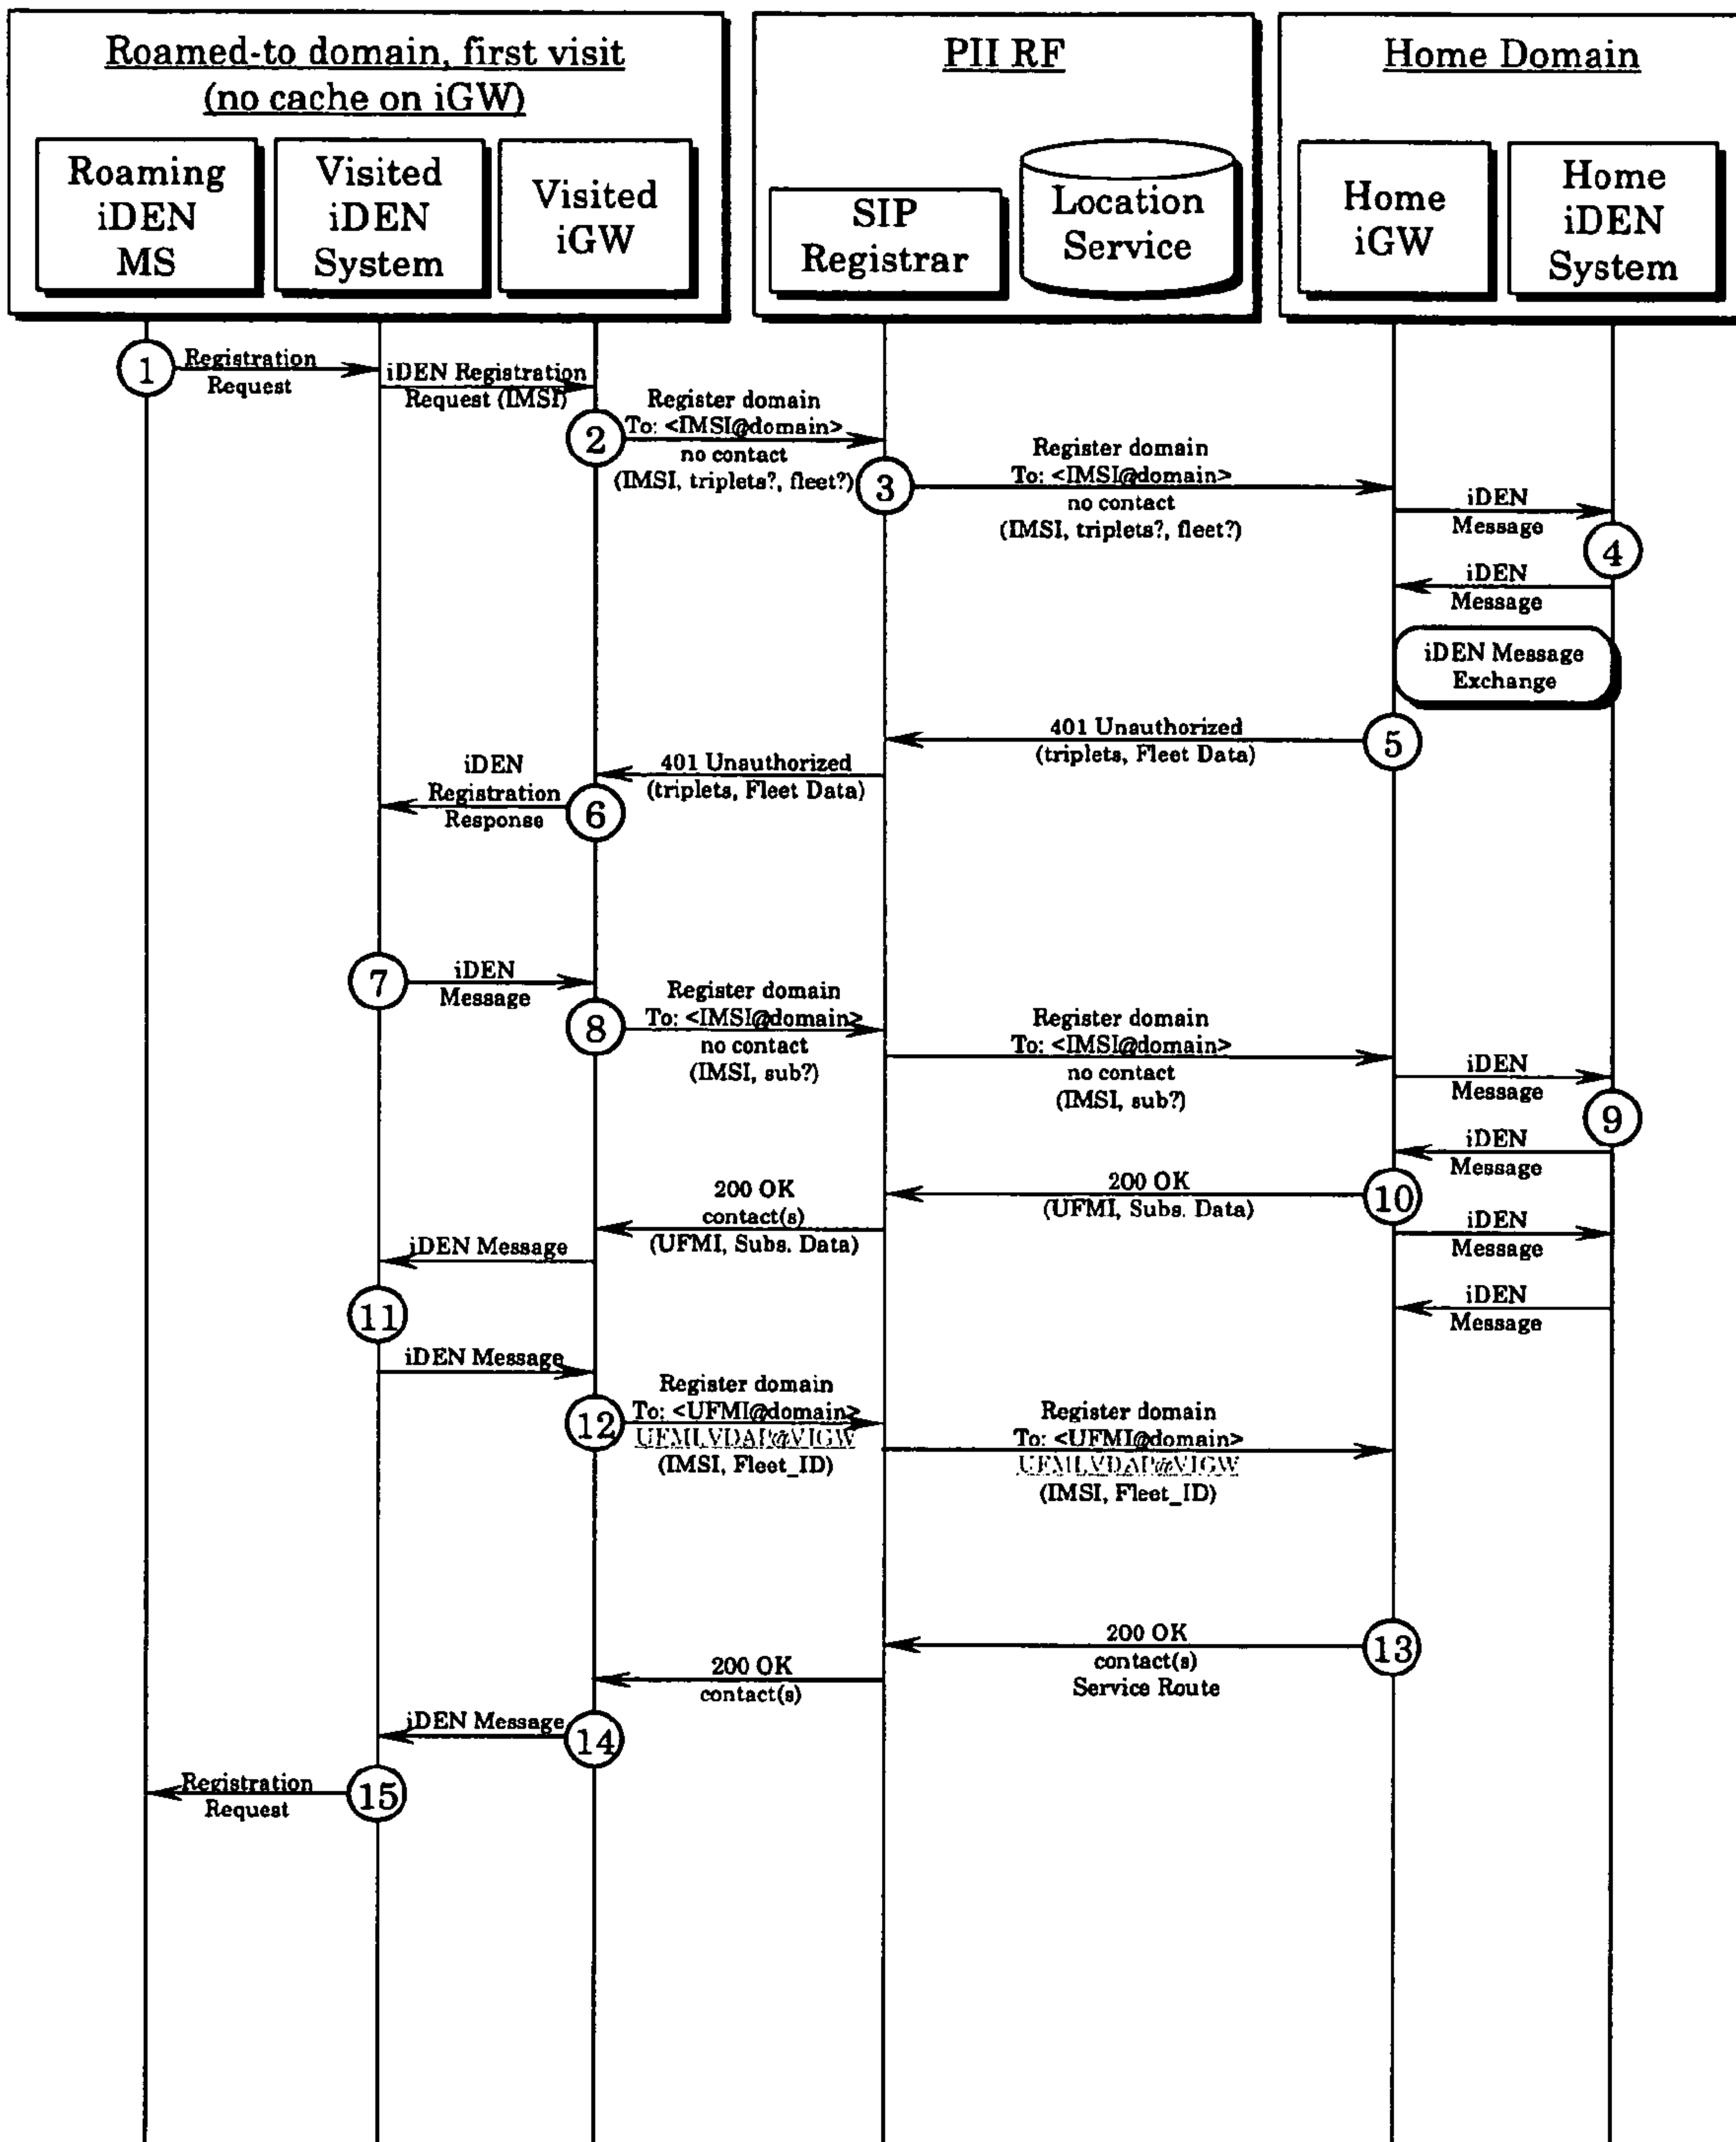 Roamed-to domain, first visit
(no cache on iGW)
PII RF
Home Domain
Roaming
iDEN
MS
Visited
iDEN
System
Visited
iGW
SIP
Registrar
Location
Service
Home
iGW
Home
iDEN
System
1
Registration
Request
iDEN Registration
Request (IMSI)
2
Register domain
To: <IMSI@domain>
no contact
(IMSI, triplets?, fleet?)
3
Register domain
To: <IMSI@domain>
no contact
(IMSI, triplets?, fleet?)
iDEN
Message
4
iDEN
Message
iDEN Message
Exchange
5
401 Unauthorized
(triplets, Fleet Data)
401 Unauthorized
(triplets, Fleet Data)
6
iDEN
Registration
Response
7
iDEN
Message
8
Register domain
To: <IMSI@domain>
no contact
(IMSI, sub?)
Register domain
To: <IMSI@domain>
no contact
(IMSI, sub?)
iDEN
Message
9
iDEN
Message
10
200 OK
(UFMI, Subs. Data)
200 OK
contact(s)
(UFMI, Subs. Data)
iDEN
Message
iDEN Message
11
iDEN
Message
iDEN Message
12
Register domain
To: <UFMI@domain>
(IMSI, Fleet_ID)
Register domain
To: <UFMI@domain>
(IMSI, Fleet_ID)
13
200 OK
contact(s)
Service Route
200 OK
contact(s)
14
iDEN Message
15
Registration
Request